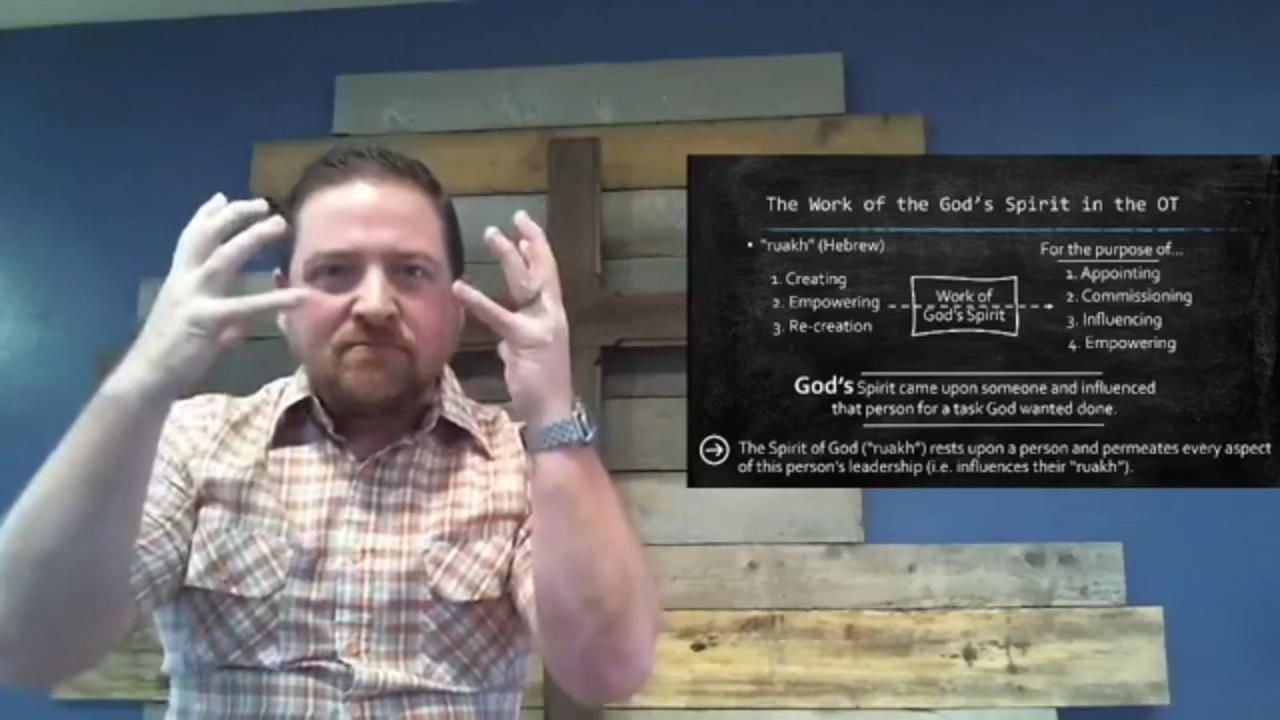 The Work of the God's Spirit in the OT
• "ruakh" (Hebrew)
1. Creating
2. Empowering
3. Re-creation
Work of
God's Spirit
For the purpose of...
1. Appointing
2. Commissioning
3. Influencing
4. Empowering
God's Spirit came upon someone and influenced
that person for a task God wanted done.
The Spirit of God ("ruakh") rests upon a person and permeates every aspect
of this person's leadership (i.e. influences their "ruakh").